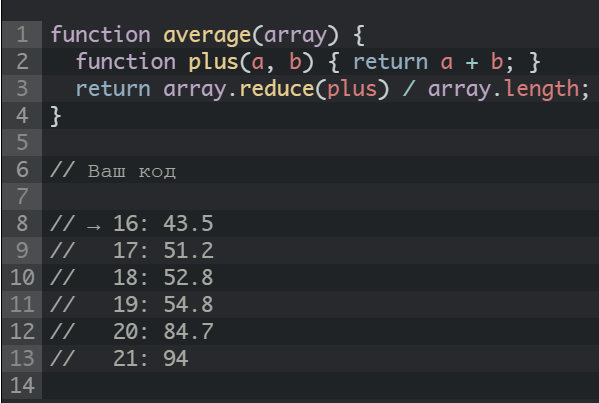 1 function average(array) {
2   function plus(a, b) { return a + b; }
3   return array.reduce(plus) / array.length;
4 }
5
6 // Ваш код
7
8 // → 16: 43.5
9 //   17: 51.2
10 //   18: 52.8
11 //   19: 54.8
12 //   20: 84.7
13 //   21: 94
14